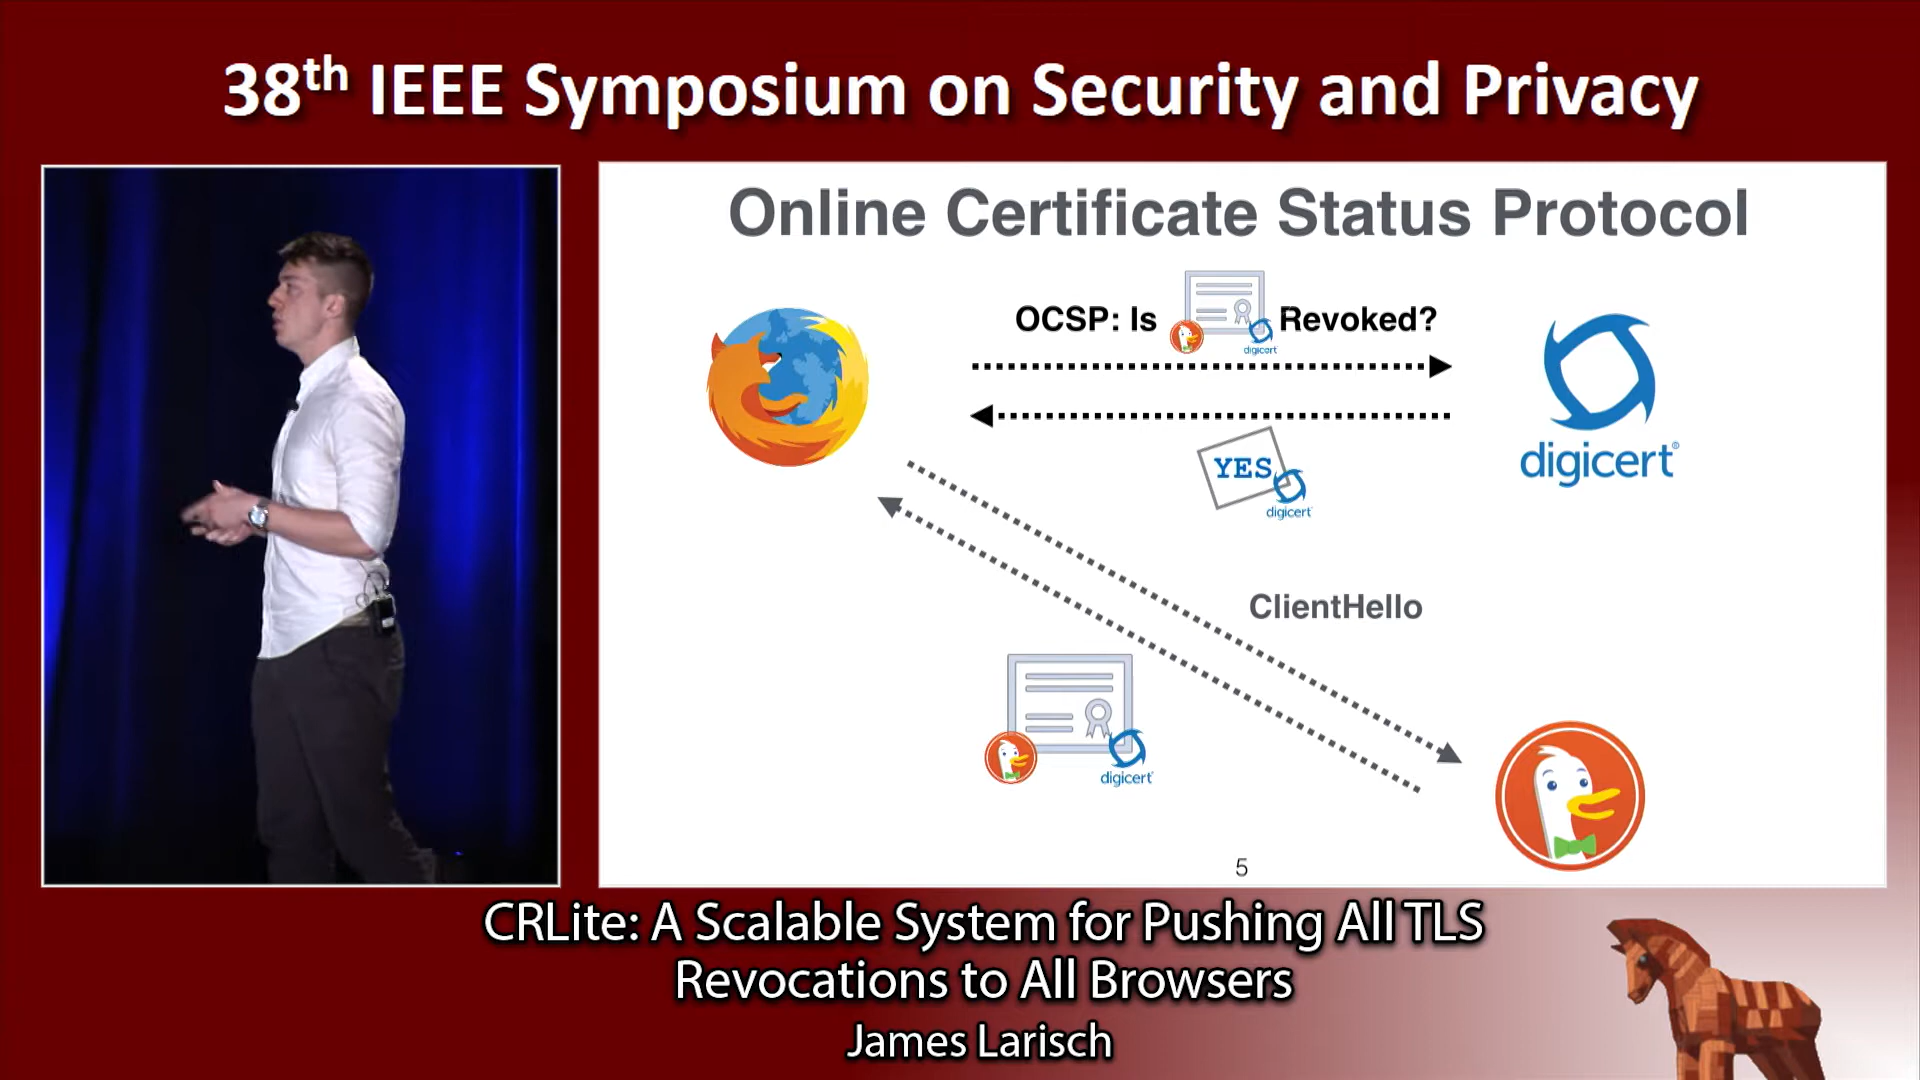 38th IEEE Symposium on Security and Privacy
Online Certificate Status Protocol
OCSP: Is Revoked?
digicert
digicert®
YES
digicert
ClientHello
digicert
5
CRLite: A Scalable System for Pushing All TLS
Revocations to All Browsers
James Larisch